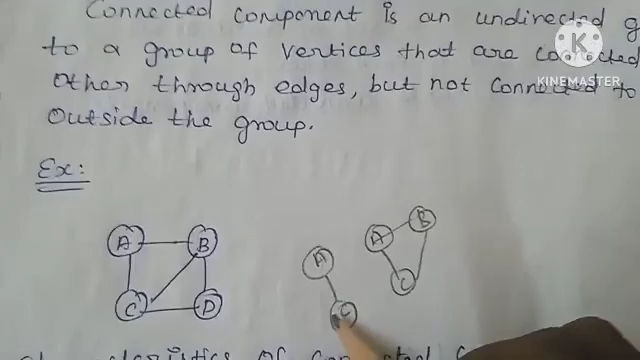 Connected component is an undirected g
to a group of vertices that are connected
Other through edges, but not connected to
outside the group.
Ex:
A B A B
C D C
A
C
KINEMASTER